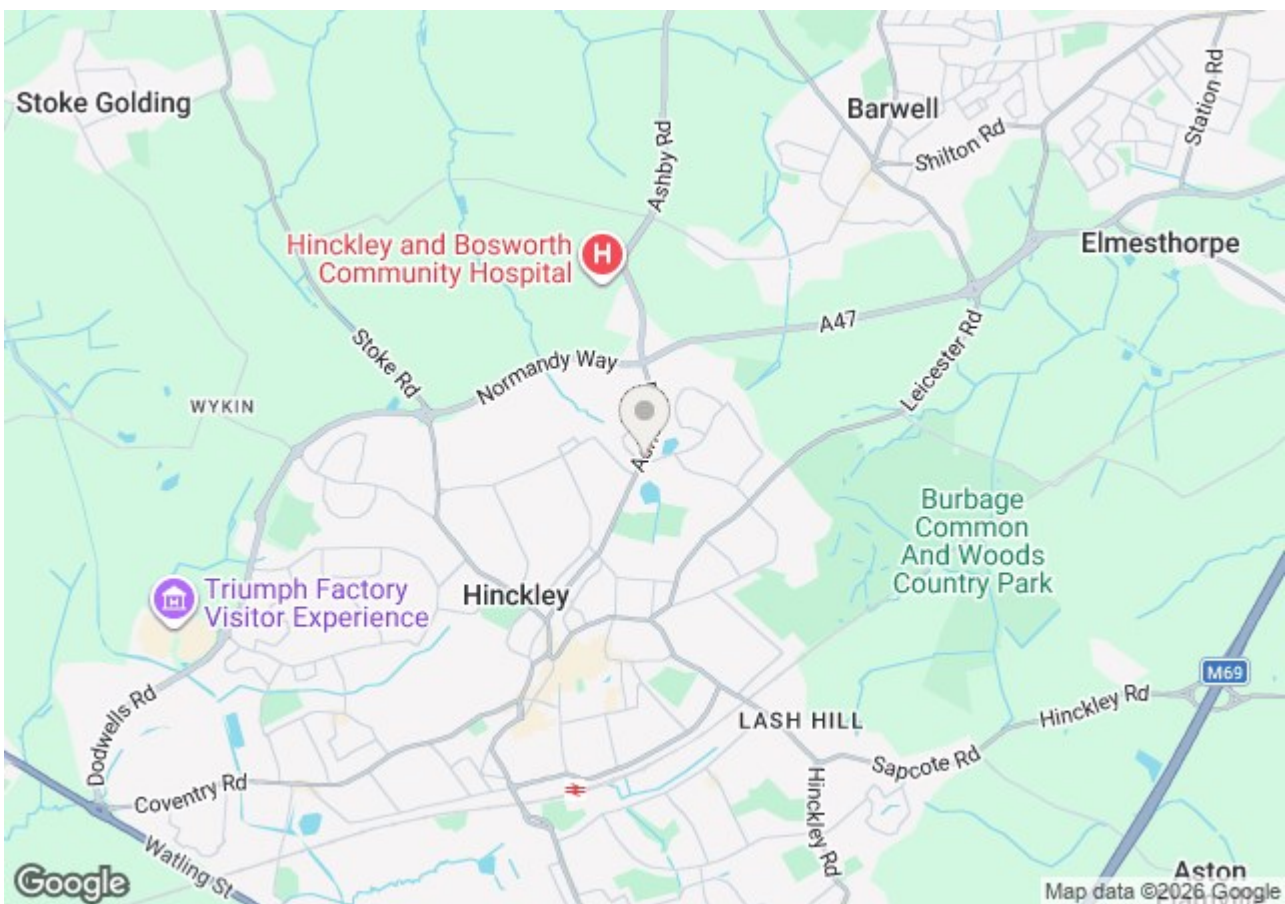 Stoke Golding
Barwell
Station Rd
Shilton Rd
Ashby Rd
Hinckley and Bosworth
Community Hospital
H
Elmesthorpe
A47
Stoke Rd
Normandy Way
Leicester Rd
WYKIN
Burbage
Common
And Woods
Country Park
Triumph Factory
Visitor Experience
Hinckley
M69
Dodwells Rd
LASH HILL
Hinckley Rd
Sapcote Rd
Coventry Rd
Hinckley Rd
Watling St
Aston
Google
Map data ©2026 Google